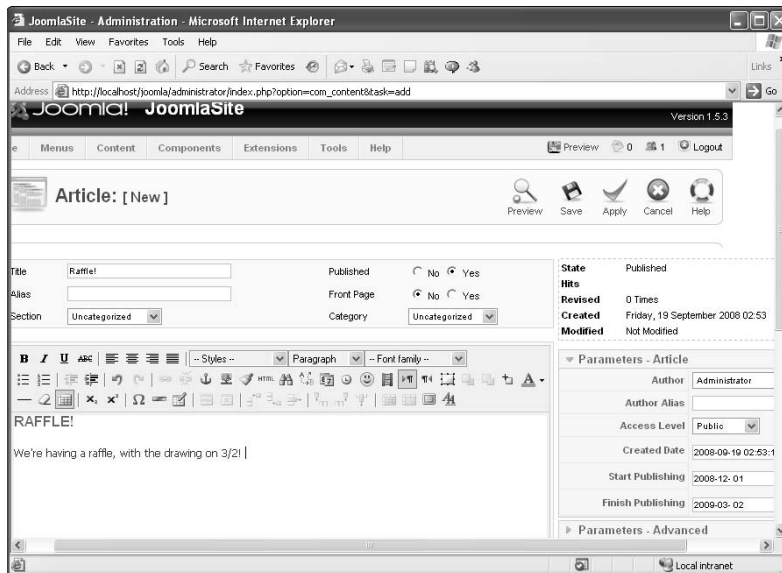 JoomlaSite - Administration - Microsoft Internet Explorer
File Edit View Favorites Tools Help
Back Search Favorites Links
Address http://localhost/joomla/administrator/index.php?option=com_content&task=add Go
Joomla! JoomlaSite
Version 1.5.3
e Menus Content Components Extensions Tools Help Preview 0 1 Logout
Article: [ New ]
Preview Save Apply Cancel Help
Title Raffle! Published No Yes
Alias Front Page No Yes
Section Uncategorized Category Uncategorized
State Published
Hits
Revised 0 Times
Created Friday, 19 September 2008 02:53
Modified Not Modified
B I U ABC -- Styles -- Paragraph -- Font family --
HTML A
X₂ X² Ω
RAFFLE!
We're having a raffle, with the drawing on 3/2!
Parameters - Article
Author Administrator
Author Alias
Access Level Public
Created Date 2008-09-19 02:53:1
Start Publishing 2008-12- 01
Finish Publishing 2009-03- 02
Parameters - Advanced
Local intranet